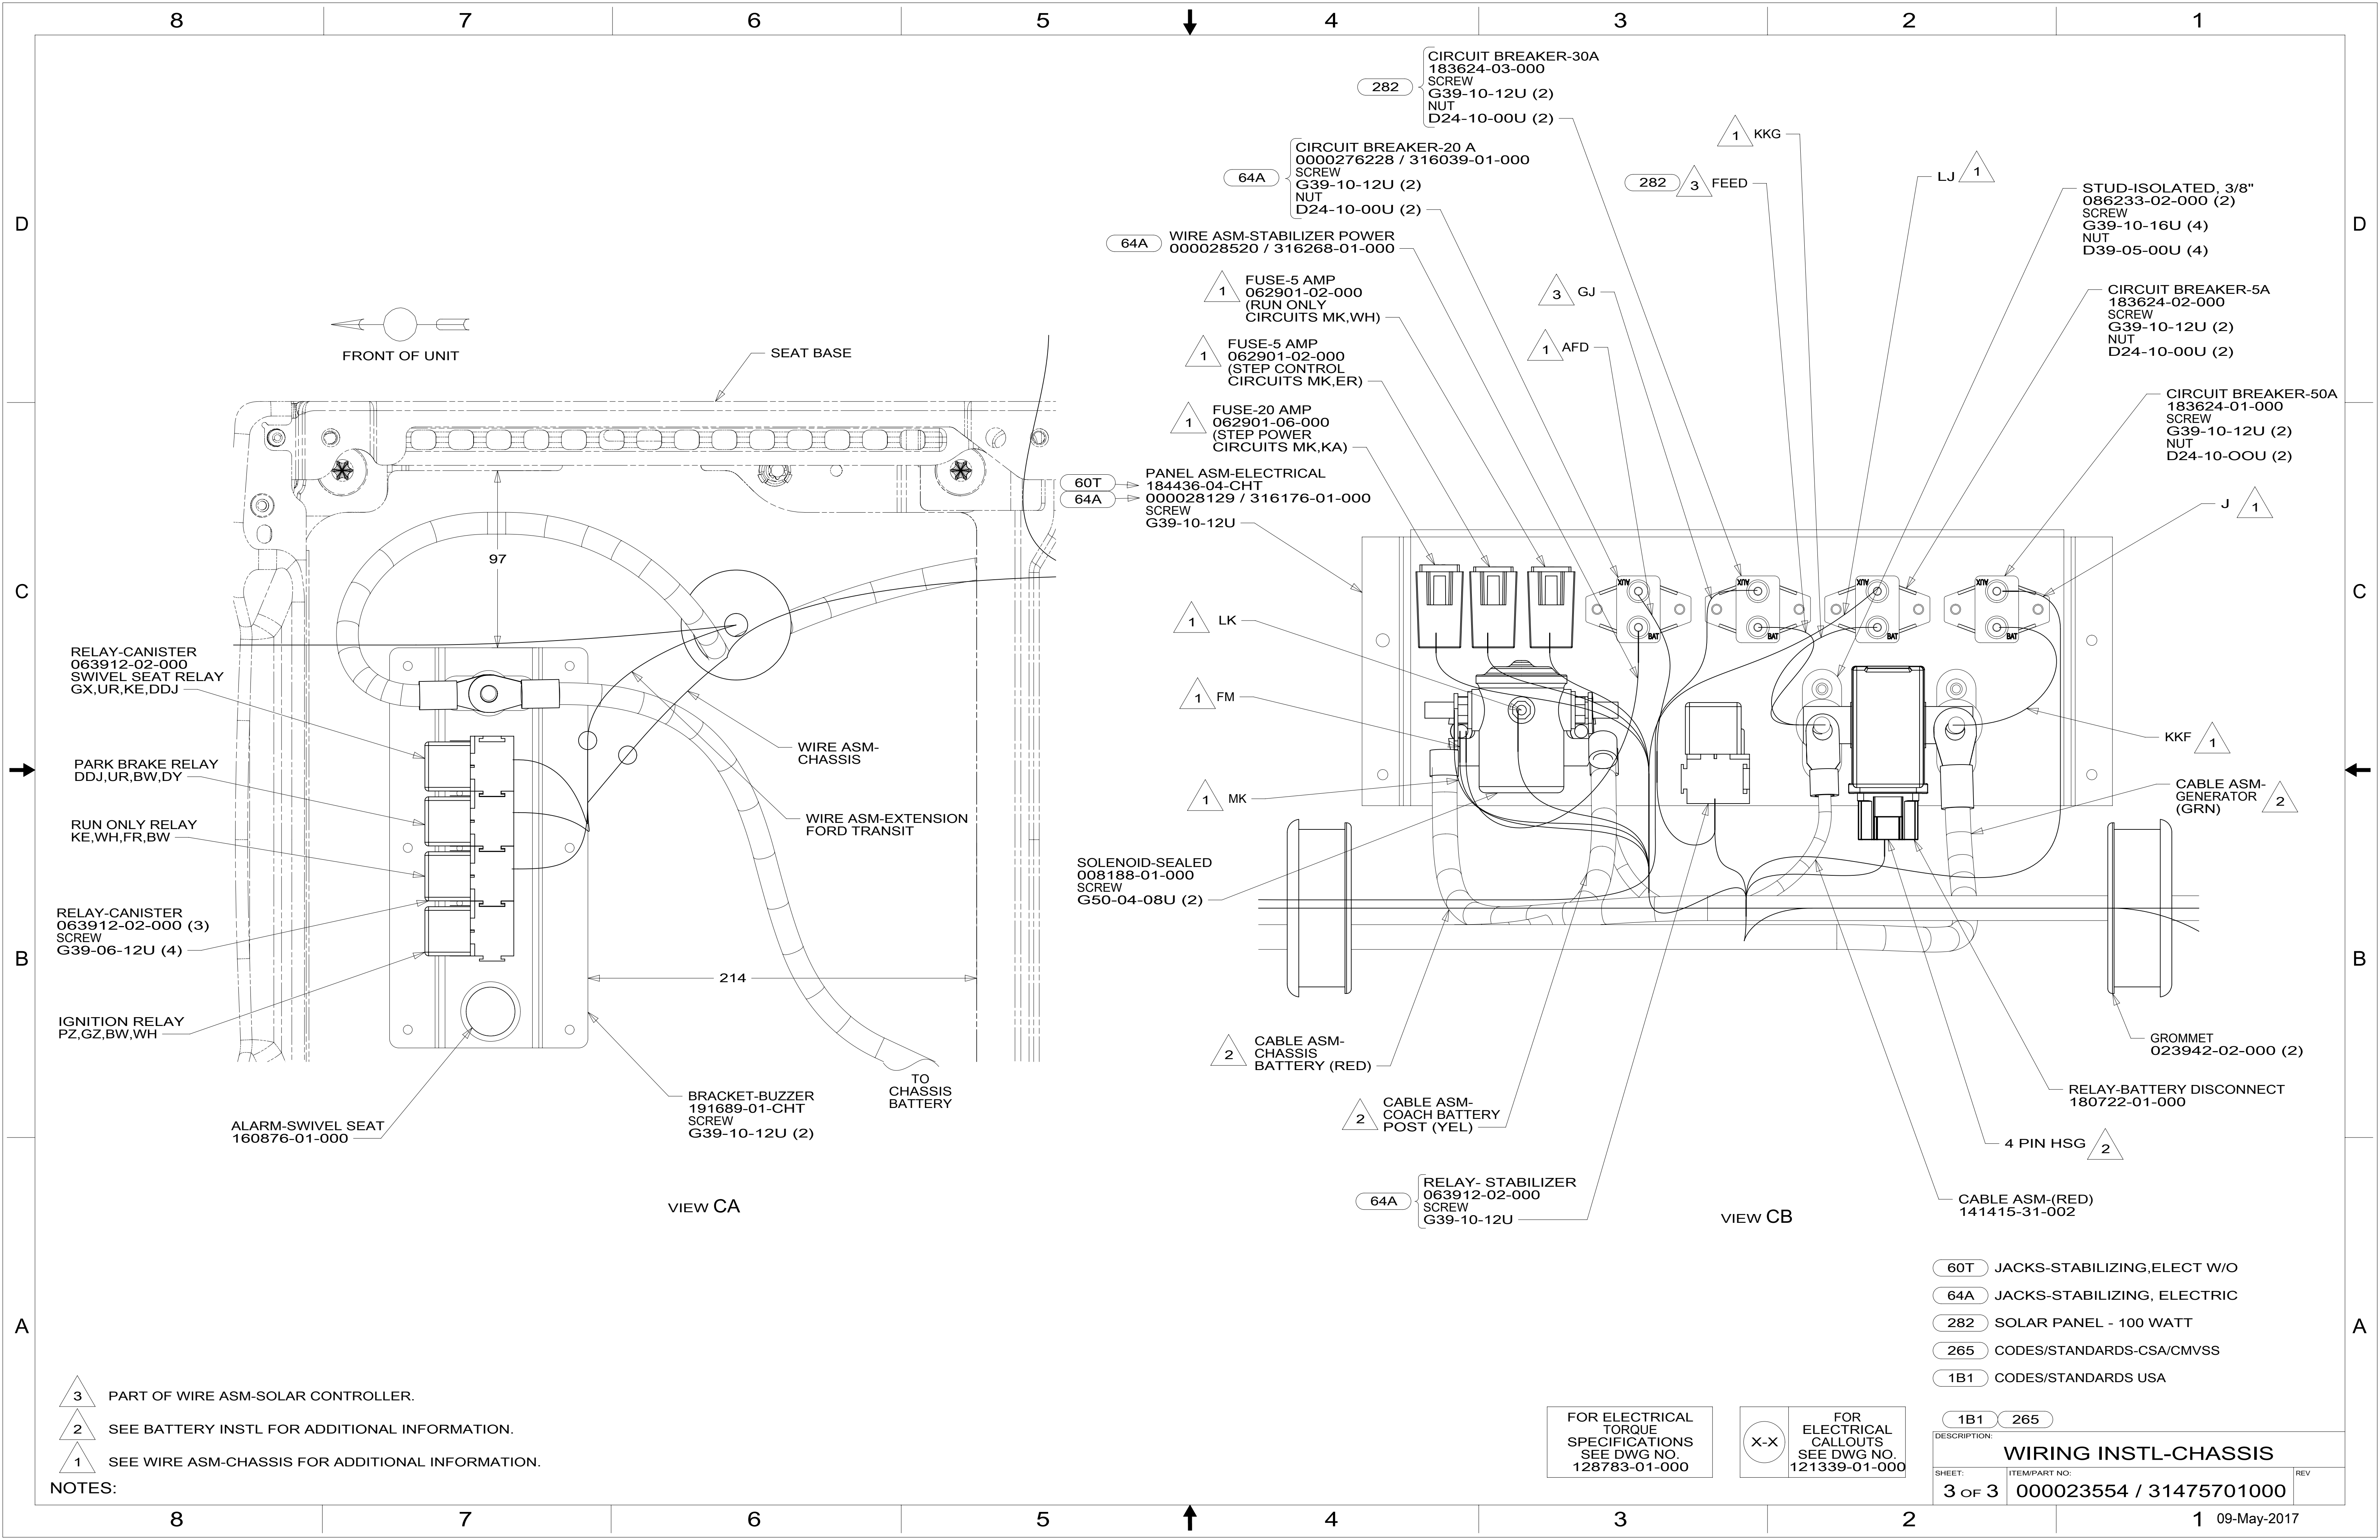 8 7 6 5 4 3 2 1
D
C
B
A
FRONT OF UNIT
SEAT BASE
97
RELAY-CANISTER
063912-02-000
SWIVEL SEAT RELAY
GX,UR,KE,DDJ
PARK BRAKE RELAY
DDJ,UR,BW,DY
RUN ONLY RELAY
KE,WH,FR,BW
RELAY-CANISTER
063912-02-000 (3)
SCREW
G39-06-12U (4)
IGNITION RELAY
PZ,GZ,BW,WH
ALARM-SWIVEL SEAT
160876-01-000
WIRE ASM-
CHASSIS
WIRE ASM-EXTENSION
FORD TRANSIT
214
BRACKET-BUZZER
191689-01-CHT
SCREW
G39-10-12U (2)
TO
CHASSIS
BATTERY
VIEW CA
282
CIRCUIT BREAKER-30A
183624-03-000
SCREW
G39-10-12U (2)
NUT
D24-10-00U (2)
64A
CIRCUIT BREAKER-20 A
0000276228 / 316039-01-000
SCREW
G39-10-12U (2)
NUT
D24-10-00U (2)
64A
WIRE ASM-STABILIZER POWER
000028520 / 316268-01-000
1
FUSE-5 AMP
062901-02-000
(RUN ONLY
CIRCUITS MK,WH)
1
FUSE-5 AMP
062901-02-000
(STEP CONTROL
CIRCUITS MK,ER)
1
FUSE-20 AMP
062901-06-000
(STEP POWER
CIRCUITS MK,KA)
60T
64A
PANEL ASM-ELECTRICAL
184436-04-CHT
000028129 / 316176-01-000
SCREW
G39-10-12U
1 LK
1 FM
1 MK
SOLENOID-SEALED
008188-01-000
SCREW
G50-04-08U (2)
2
CABLE ASM-
CHASSIS
BATTERY (RED)
2
CABLE ASM-
COACH BATTERY
POST (YEL)
64A
RELAY- STABILIZER
063912-02-000
SCREW
G39-10-12U
1 KKG
282 3 FEED
3 GJ
1 AFD
LJ 1
STUD-ISOLATED, 3/8"
086233-02-000 (2)
SCREW
G39-10-16U (4)
NUT
D39-05-00U (4)
CIRCUIT BREAKER-5A
183624-02-000
SCREW
G39-10-12U (2)
NUT
D24-10-00U (2)
CIRCUIT BREAKER-50A
183624-01-000
SCREW
G39-10-12U (2)
NUT
D24-10-OOU (2)
J 1
AUX AUX AUX AUX
BAT BAT BAT BAT
KKF 1
CABLE ASM-
GENERATOR
(GRN)
2
GROMMET
023942-02-000 (2)
RELAY-BATTERY DISCONNECT
180722-01-000
4 PIN HSG 2
CABLE ASM-(RED)
141415-31-002
VIEW CB
60T JACKS-STABILIZING,ELECT W/O
64A JACKS-STABILIZING, ELECTRIC
282 SOLAR PANEL - 100 WATT
265 CODES/STANDARDS-CSA/CMVSS
1B1 CODES/STANDARDS USA
1B1 265
3 PART OF WIRE ASM-SOLAR CONTROLLER.
2 SEE BATTERY INSTL FOR ADDITIONAL INFORMATION.
1 SEE WIRE ASM-CHASSIS FOR ADDITIONAL INFORMATION.
NOTES:
FOR ELECTRICAL
TORQUE
SPECIFICATIONS
SEE DWG NO.
128783-01-000
X-X
FOR
ELECTRICAL
CALLOUTS
SEE DWG NO.
121339-01-000
DESCRIPTION:
WIRING INSTL-CHASSIS
SHEET:
3 OF 3
ITEM/PART NO:
000023554 / 31475701000
REV
D
C
B
A
8 7 6 5 4 3 2 1
09-May-2017